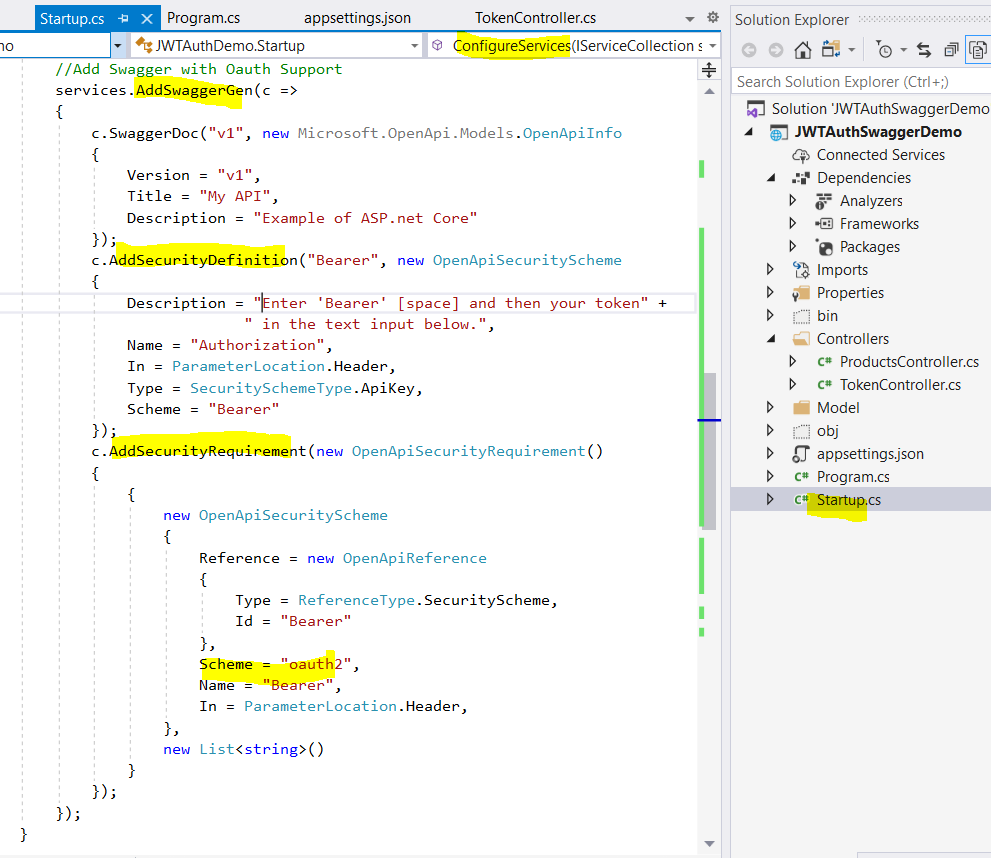 Startup.cs
Program.cs
appsettings.json
TokenController.cs
no
JWTAuthDemo.Startup
ConfigureServices(IServiceCollection s
//Add Swagger with Oauth Support
services.AddSwaggerGen(c =>
{
c.SwaggerDoc("v1", new Microsoft.OpenApi.Models.OpenApiInfo
{
Version = "v1",
Title = "My API",
Description = "Example of ASP.net Core"
});
c.AddSecurityDefinition("Bearer", new OpenApiSecurityScheme
{
Description = "Enter 'Bearer' [space] and then your token" +
" in the text input below.",
Name = "Authorization",
In = ParameterLocation.Header,
Type = SecuritySchemeType.ApiKey,
Scheme = "Bearer"
});
c.AddSecurityRequirement(new OpenApiSecurityRequirement()
{
{
new OpenApiSecurityScheme
{
Reference = new OpenApiReference
{
Type = ReferenceType.SecurityScheme,
Id = "Bearer"
},
Scheme = "oauth2",
Name = "Bearer",
In = ParameterLocation.Header,
},
new List<string>()
}
});
});
}
Solution Explorer
Search Solution Explorer (Ctrl+;)
Solution 'JWTAuthSwaggerDemo
JWTAuthSwaggerDemo
Connected Services
Dependencies
Analyzers
Frameworks
Packages
Imports
Properties
bin
Controllers
C# ProductsController.cs
C# TokenController.cs
Model
obj
appsettings.json
C# Program.cs
C# Startup.cs